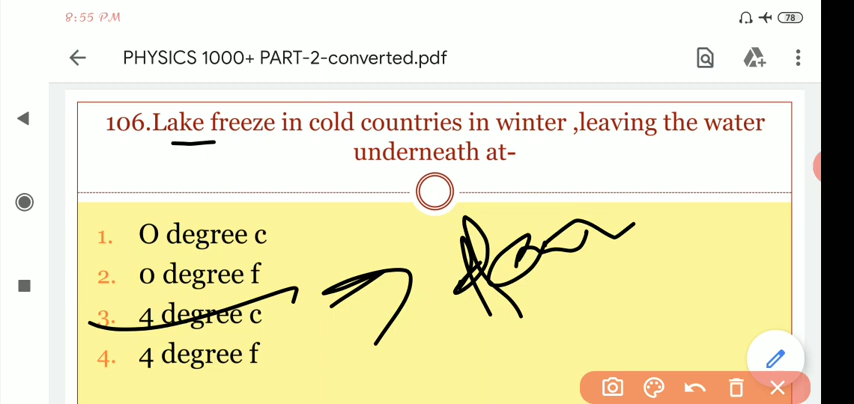 8:55 PM
78
PHYSICS 1000+ PART-2-converted.pdf
106.Lake freeze in cold countries in winter ,leaving the water
underneath at-
1. O degree c
2. 0 degree f
3. 4 degree c
4. 4 degree f